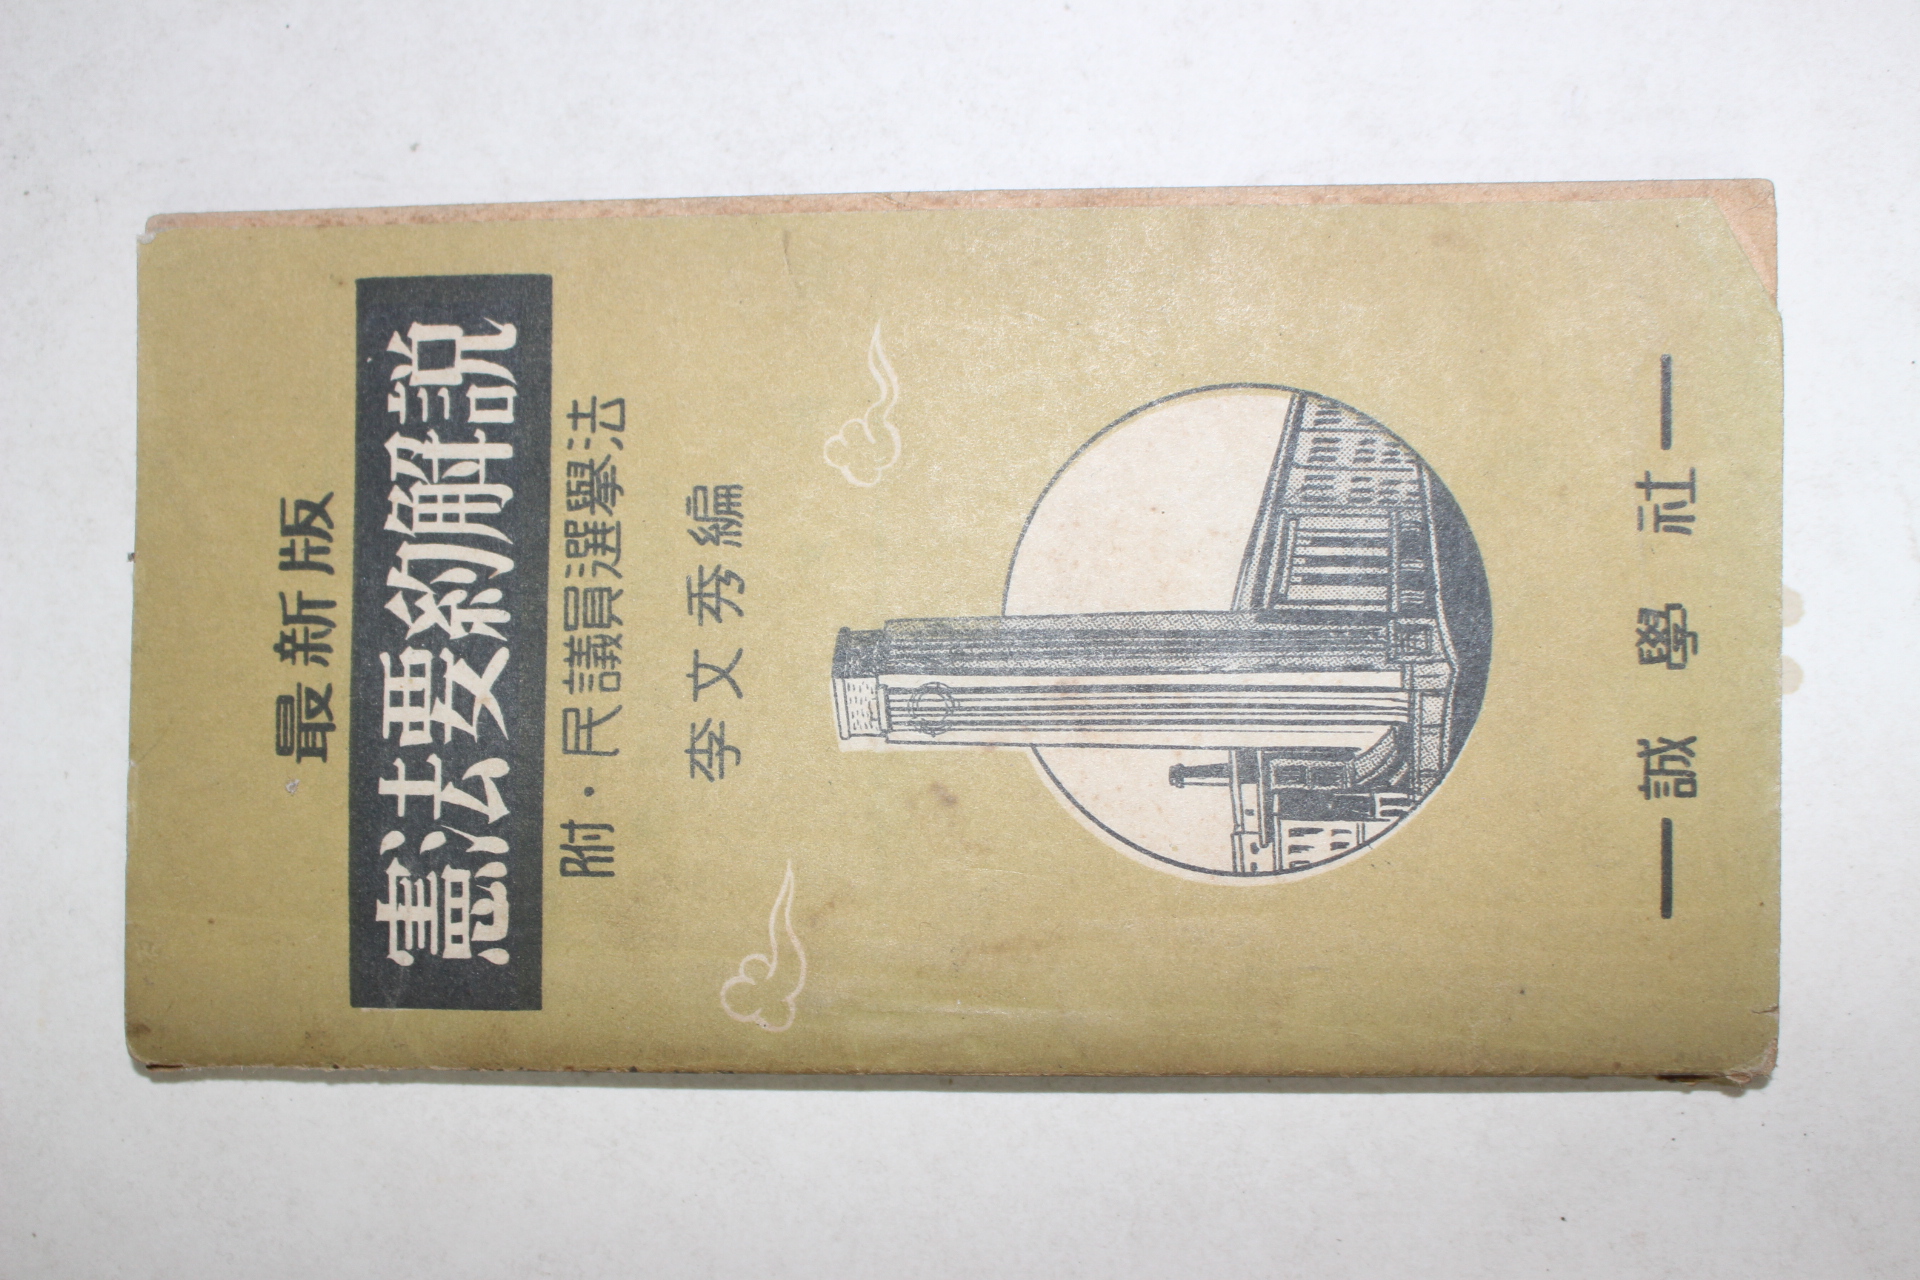 最新版
憲法要約解説
附·民議員選擧法
李文秀編
誠學社